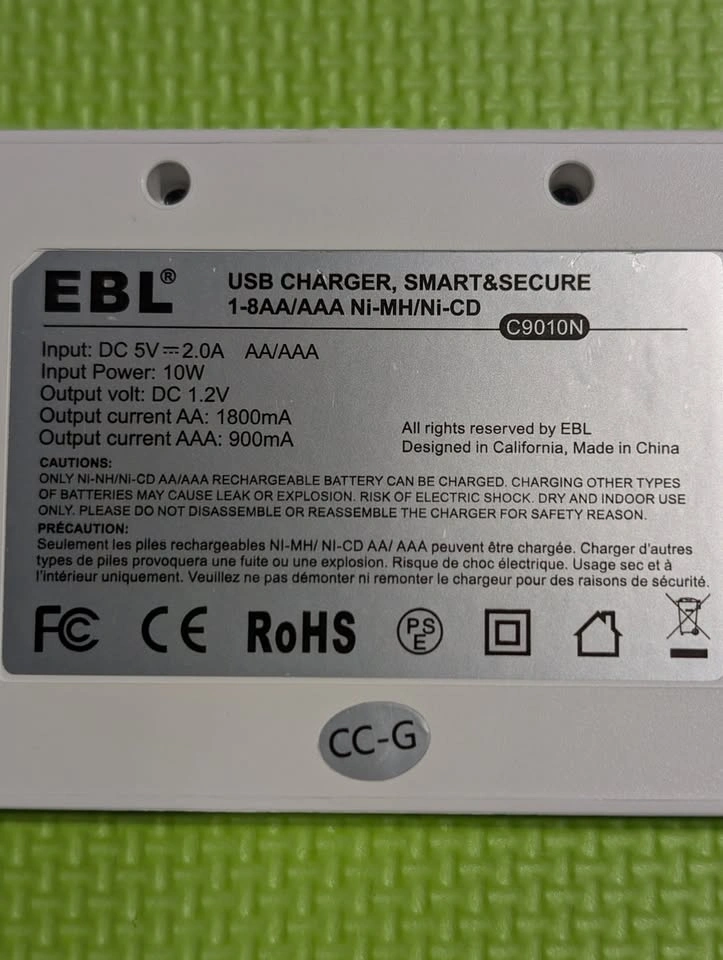 EBL®
USB CHARGER, SMART&SECURE
1-8AA/AAA Ni-MH/Ni-CD
C9010N
Input: DC 5V⎓2.0A AA/AAA
Input Power: 10W
Output volt: DC 1.2V
Output current AA: 1800mA
Output current AAA: 900mA
All rights reserved by EBL
Designed in California, Made in China
CAUTIONS:
ONLY Ni-NH/Ni-CD AA/AAA RECHARGEABLE BATTERY CAN BE CHARGED. CHARGING OTHER TYPES
OF BATTERIES MAY CAUSE LEAK OR EXPLOSION. RISK OF ELECTRIC SHOCK. DRY AND INDOOR USE
ONLY. PLEASE DO NOT DISASSEMBLE OR REASSEMBLE THE CHARGER FOR SAFETY REASON.
PRÉCAUTION:
Seulement les piles rechargeables NI-MH/ NI-CD AA/ AAA peuvent être chargée. Charger d'autres
types de piles provoquera une fuite ou une explosion. Risque de choc électrique. Usage sec et à
l'intérieur uniquement. Veuillez ne pas démonter ni remonter le chargeur pour des raisons de sécurité.
FC CE RoHS PSE
CC-G